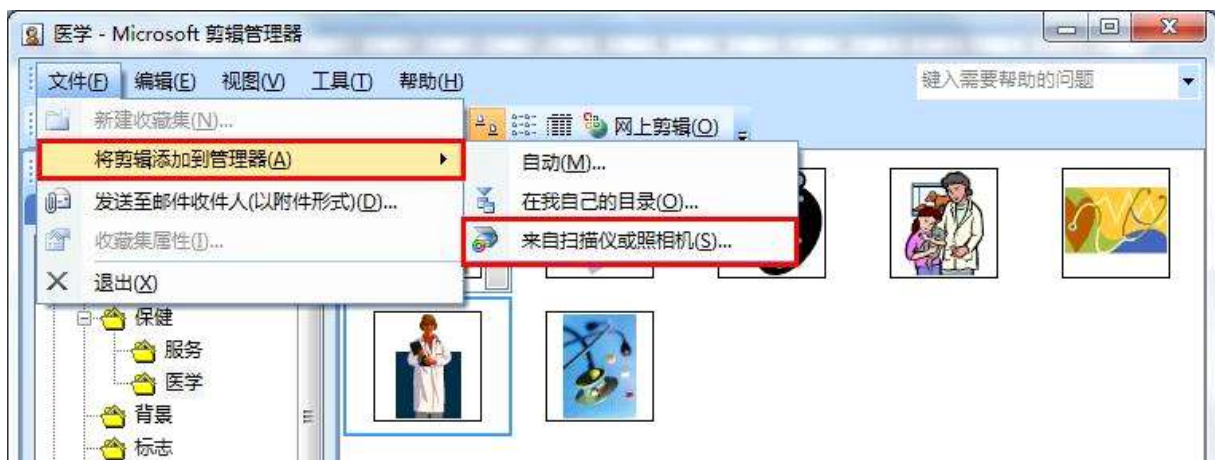 医学 - Microsoft 剪辑管理器
文件(F) 编辑(E) 视图(V) 工具(T) 帮助(H) 键入需要帮助的问题
新建收藏集(N)...
网上剪辑(O)
将剪辑添加到管理器(A)
自动(M)...
发送至邮件收件人(以附件形式)(D)...
在我自己的目录(O)...
收藏集属性(I)...
来自扫描仪或照相机(S)...
退出(X)
保健
服务
医学
背景
标志